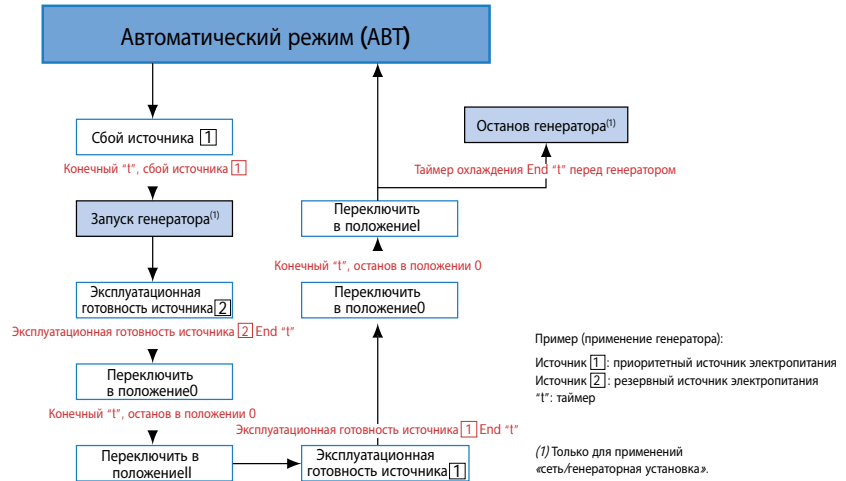 Автоматический режим (АВТ)
Сбой источника 1
Конечный "t", сбой источника 1
Запуск генератора(1)
Эксплуатационная
готовность источника 2
Эксплуатационная готовность источника 2 End "t"
Переключить
в положение0
Конечный "t", останов в положении 0
Переключить в
положениеII
Эксплуатационная
готовность источника 1
Эксплуатационная готовность источника 1 End "t"
Переключить
в положение0
Конечный "t", останов в положении 0
Переключить
в положениеI
Таймер охлаждения End "t" перед генератором
Останов генератора(1)
Пример (применение генератора):
Источник 1 : приоритетный источник электропитания
Источник 2 : резервный источник электропитания
"t": таймер
(1) Только для применений
«сеть/генераторная установка».